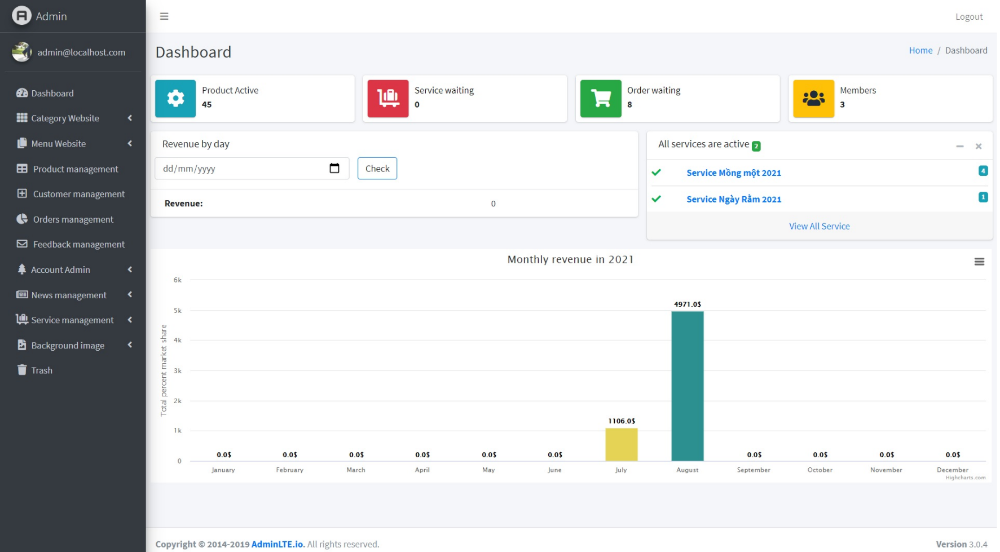 Admin
Logout
admin@localhost.com
Dashboard
Category Website
Menu Website
Product management
Customer management
Orders management
Feedback management
Account Admin
News management
Service management
Background image
Trash
Dashboard
Home / Dashboard
Product Active
45
Service waiting
0
Order waiting
8
Members
3
Revenue by day
dd/mm/yyyy
Check
Revenue: 0
All services are active 2
Service Mồng một 2021 4
Service Ngày Rằm 2021 1
View All Service
Monthly revenue in 2021
Total percent market share
6k
5k
4k
3k
2k
1k
0
0.0$ 0.0$ 0.0$ 0.0$ 0.0$ 0.0$ 1106.0$ 4971.0$ 0.0$ 0.0$ 0.0$ 0.0$
January February March April May June July August September October November December
Highcharts.com
Copyright © 2014-2019 AdminLTE.io. All rights reserved.
Version 3.0.4